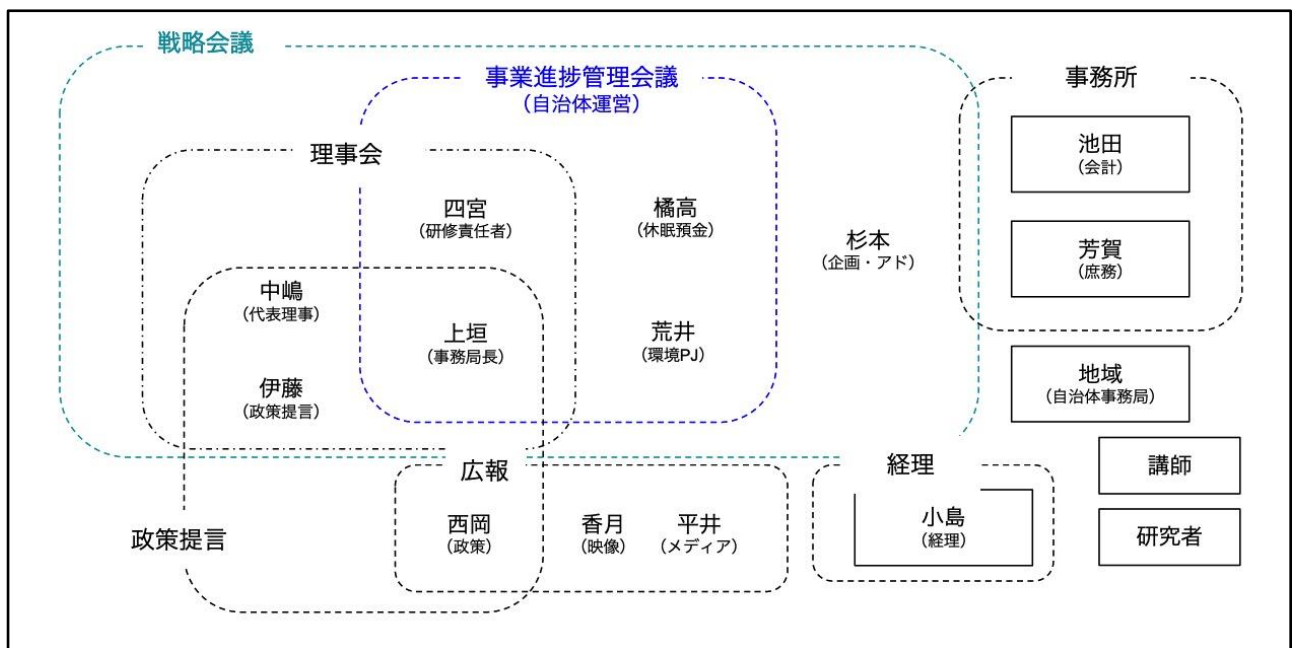 戦略会議
事業進捗管理会議
（自治体運営）
事務所
理事会
池田
（会計）
四宮
（研修責任者）
橘高
（休眠預金）
杉本
（企画・アド）
芳賀
（庶務）
中嶋
（代表理事）
上垣
（事務局長）
荒井
（環境PJ）
伊藤
（政策提言）
地域
（自治体事務局）
広報
経理
講師
政策提言
西岡
（政策）
香月
（映像）
平井
（メディア）
小島
（経理）
研究者